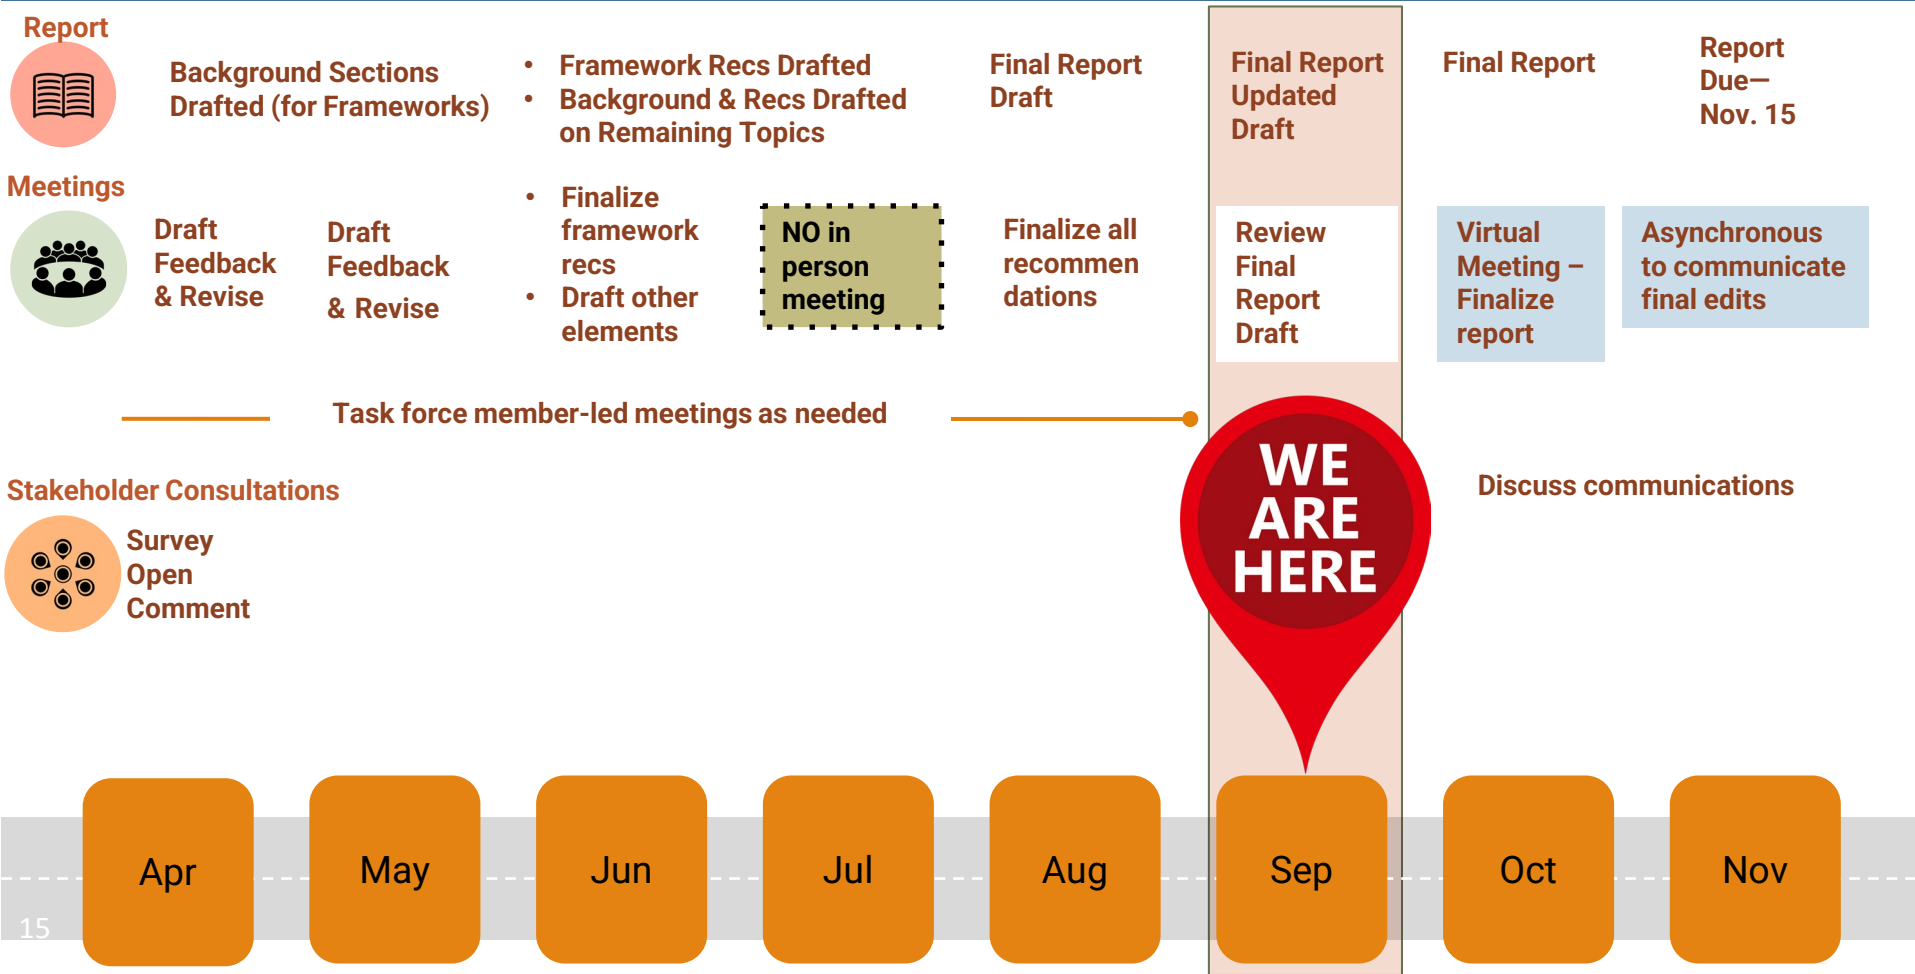 Report
Background Sections
Drafted (for Frameworks)
• Framework Recs Drafted
• Background & Recs Drafted
on Remaining Topics
Final Report
Draft
Final Report
Updated
Draft
Final Report
Report
Due—
Nov. 15
Meetings
Draft
Feedback
& Revise
Draft
Feedback
& Revise
• Finalize
framework
recs
• Draft other
elements
NO in
person
meeting
Finalize all
recommen
dations
Review
Final
Report
Draft
Virtual
Meeting –
Finalize
report
Asynchronous
to communicate
final edits
Task force member-led meetings as needed
WE
ARE
HERE
Stakeholder Consultations
Survey
Open
Comment
Discuss communications
Apr
May
Jun
Jul
Aug
Sep
Oct
Nov
15